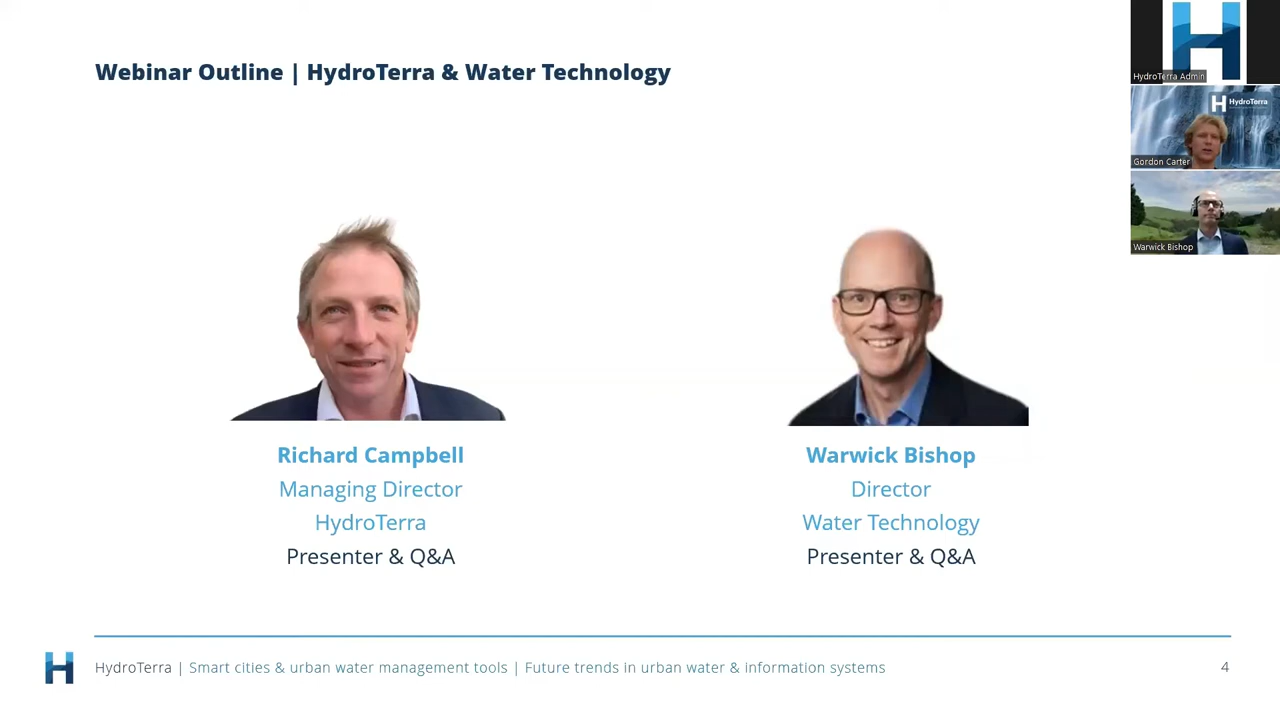 Webinar Outline | HydroTerra & Water Technology
HydroTerra Admin
HydroTerra
Gordon Carter
Warwick Bishop
Richard Campbell
Managing Director
HydroTerra
Presenter & Q&A
Warwick Bishop
Director
Water Technology
Presenter & Q&A
HydroTerra | Smart cities & urban water management tools | Future trends in urban water & information systems
4